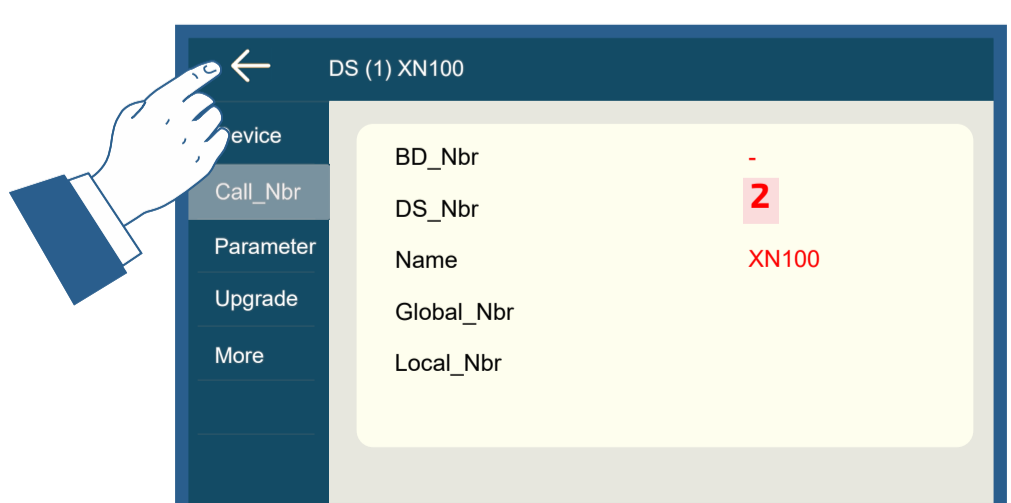 DS (1) XN100
evice
Call_Nbr
Parameter
Upgrade
More
BD_Nbr -
DS_Nbr 2
Name XN100
Global_Nbr
Local_Nbr